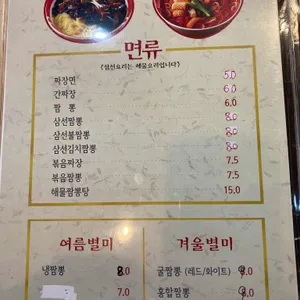 면류
(삼선요리는 해물요리입니다)
짜장면 5.0
간짜장 6.0
짬 뽕 6.0
삼선짬뽕 8.0
삼선불짬뽕 8.0
삼선김치짬뽕 8.0
볶음짜장 7.5
볶음짬뽕 7.5
해물짬뽕탕 15.0
여름별미
냉짬뽕 8.0
7.0
겨울별미
굴짬뽕 (레드/화이트) 9.0
홍합짬뽕 8.0